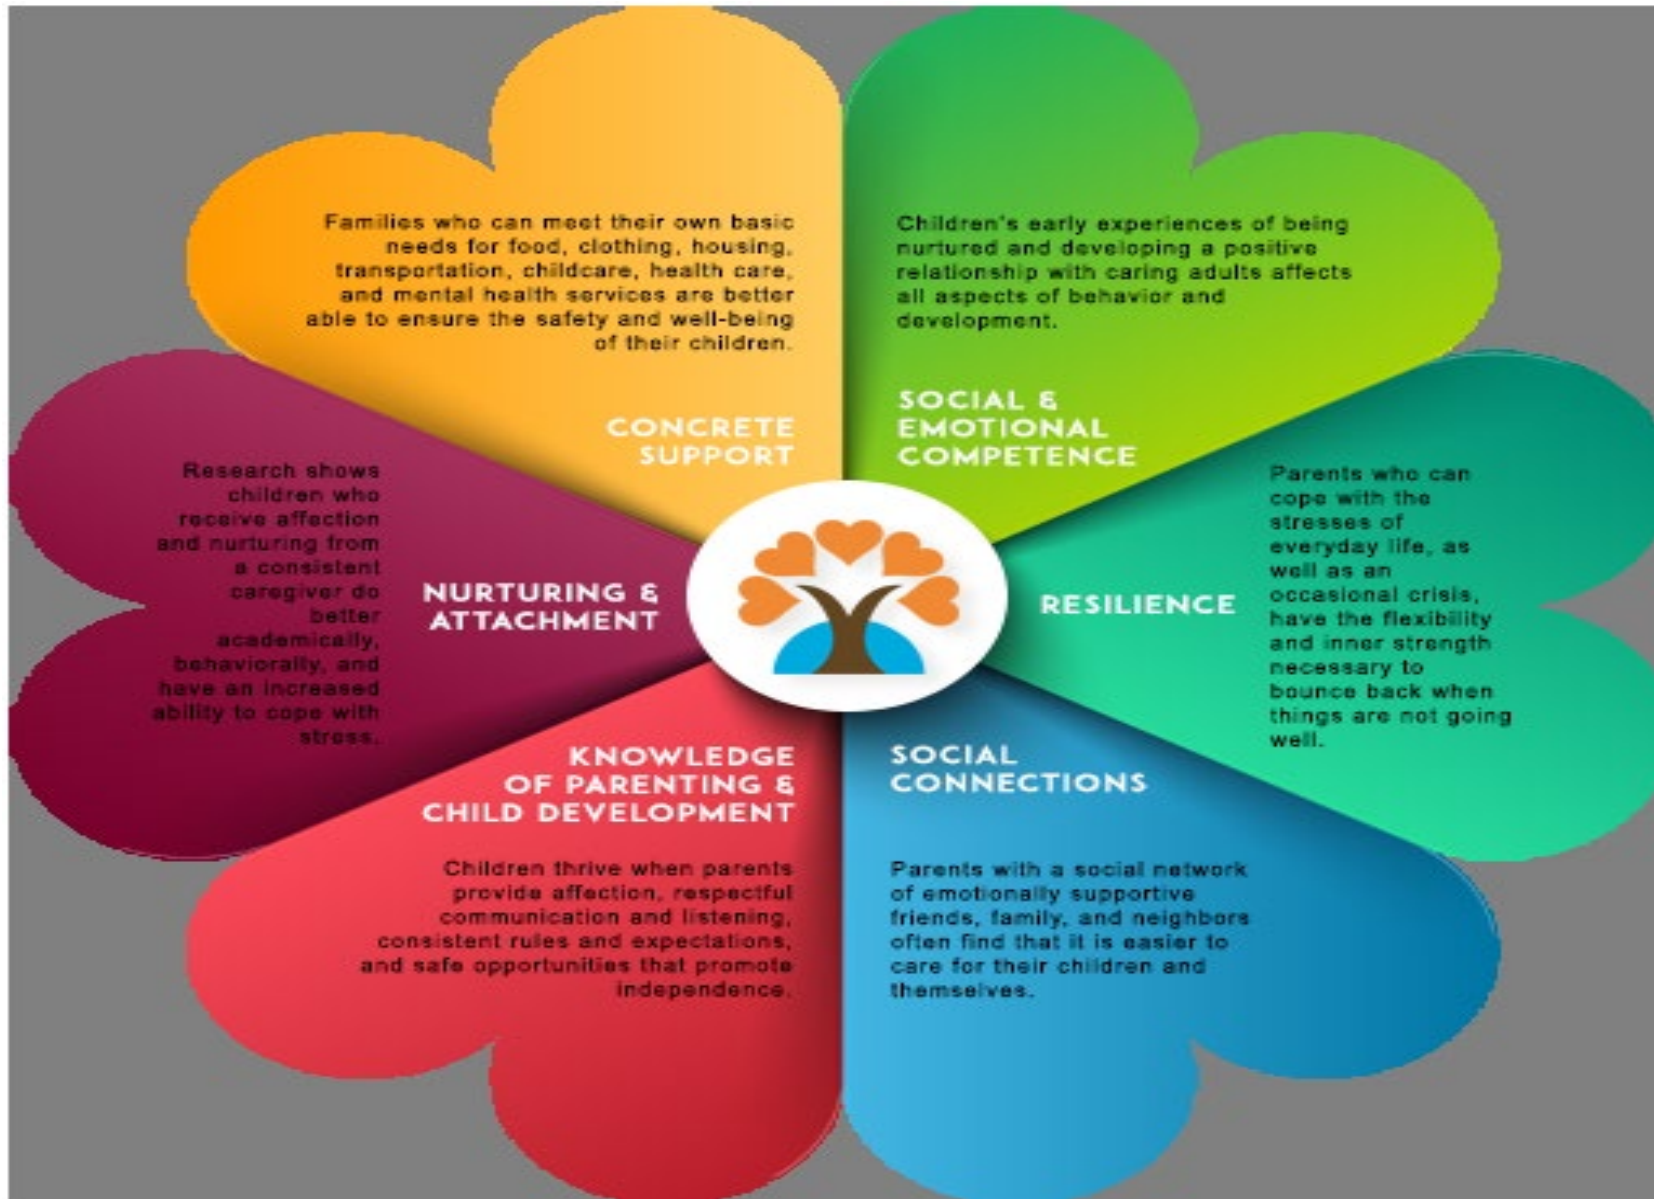 Families who can meet their own basic
needs for food, clothing, housing,
transportation, childcare, health care,
and mental health services are better
able to ensure the safety and well-being
of their children.
CONCRETE
SUPPORT
Children's early experiences of being
nurtured and developing a positive
relationship with caring adults affects
all aspects of behavior and
development.
SOCIAL &
EMOTIONAL
COMPETENCE
Research shows
children who
receive affection
and nurturing from
a consistent
caregiver do
better
academically,
behaviorally, and
have an increased
ability to cope with
stress.
NURTURING &
ATTACHMENT
RESILIENCE
Parents who can
cope with the
stresses of
everyday life, as
well as an
occasional crisis,
have the flexibility
and inner strength
necessary to
bounce back when
things are not going
well.
KNOWLEDGE
OF PARENTING &
CHILD DEVELOPMENT
Children thrive when parents
provide affection, respectful
communication and listening,
consistent rules and expectations,
and safe opportunities that promote
independence.
SOCIAL
CONNECTIONS
Parents with a social network
of emotionally supportive
friends, family, and neighbors
often find that it is easier to
care for their children and
themselves.